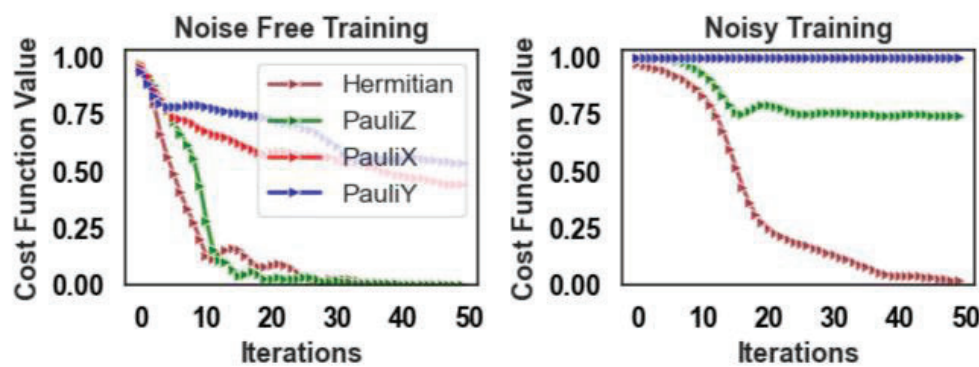 Noise Free Training
Cost Function Value
1.00
0.75
0.50
0.25
0.00
Hermitian
PauliZ
PauliX
PauliY
0 10 20 30 40 50
Iterations
Noisy Training
Cost Function Value
1.00
0.75
0.50
0.25
0.00
0 10 20 30 40 50
Iterations